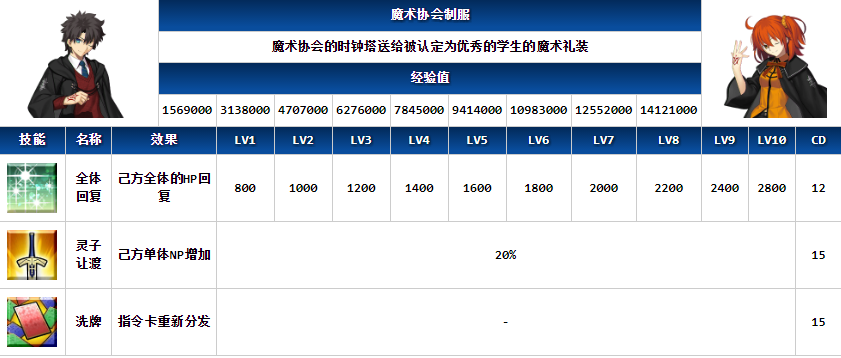 魔术协会制服
魔术协会的时钟塔送给被认定为优秀的学生的魔术礼装
经验值
1569000 3138000 4707000 6276000 7845000 9414000 10983000 12552000 14121000
技能 名称 效果 LV1 LV2 LV3 LV4 LV5 LV6 LV7 LV8 LV9 LV10 CD
全体
回复
己方全体的HP回
复
800 1000 1200 1400 1600 1800 2000 2200 2400 2800 12
灵子
让渡
己方单体NP增加 20% 15
洗牌 指令卡重新分发 - 15